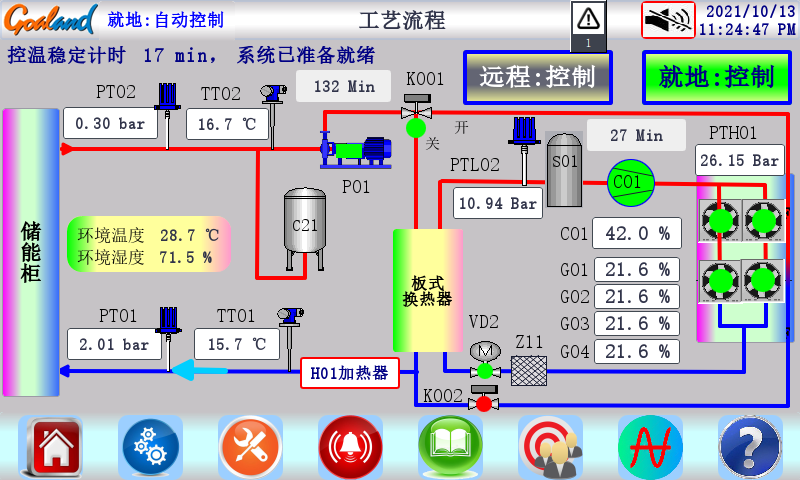 Goaland 就地:自动控制
工艺流程
1
2021/10/13
11:24:47 PM
控温稳定计时 17 min， 系统已准备就绪
远程:控制
就地:控制
PT02
TT02
132 Min
K001
0.30 bar
16.7 ℃
开
关
P01
PTL02
10.94 Bar
S01
27 Min
C01
PTH01
26.15 Bar
储能柜
环境温度 28.7 ℃
环境湿度 71.5 %
C21
板式
换热器
C01 42.0 %
G01 21.6 %
G02 21.6 %
G03 21.6 %
G04 21.6 %
PT01
TT01
2.01 bar
15.7 ℃
H01加热器
VD2
M
Z11
K002